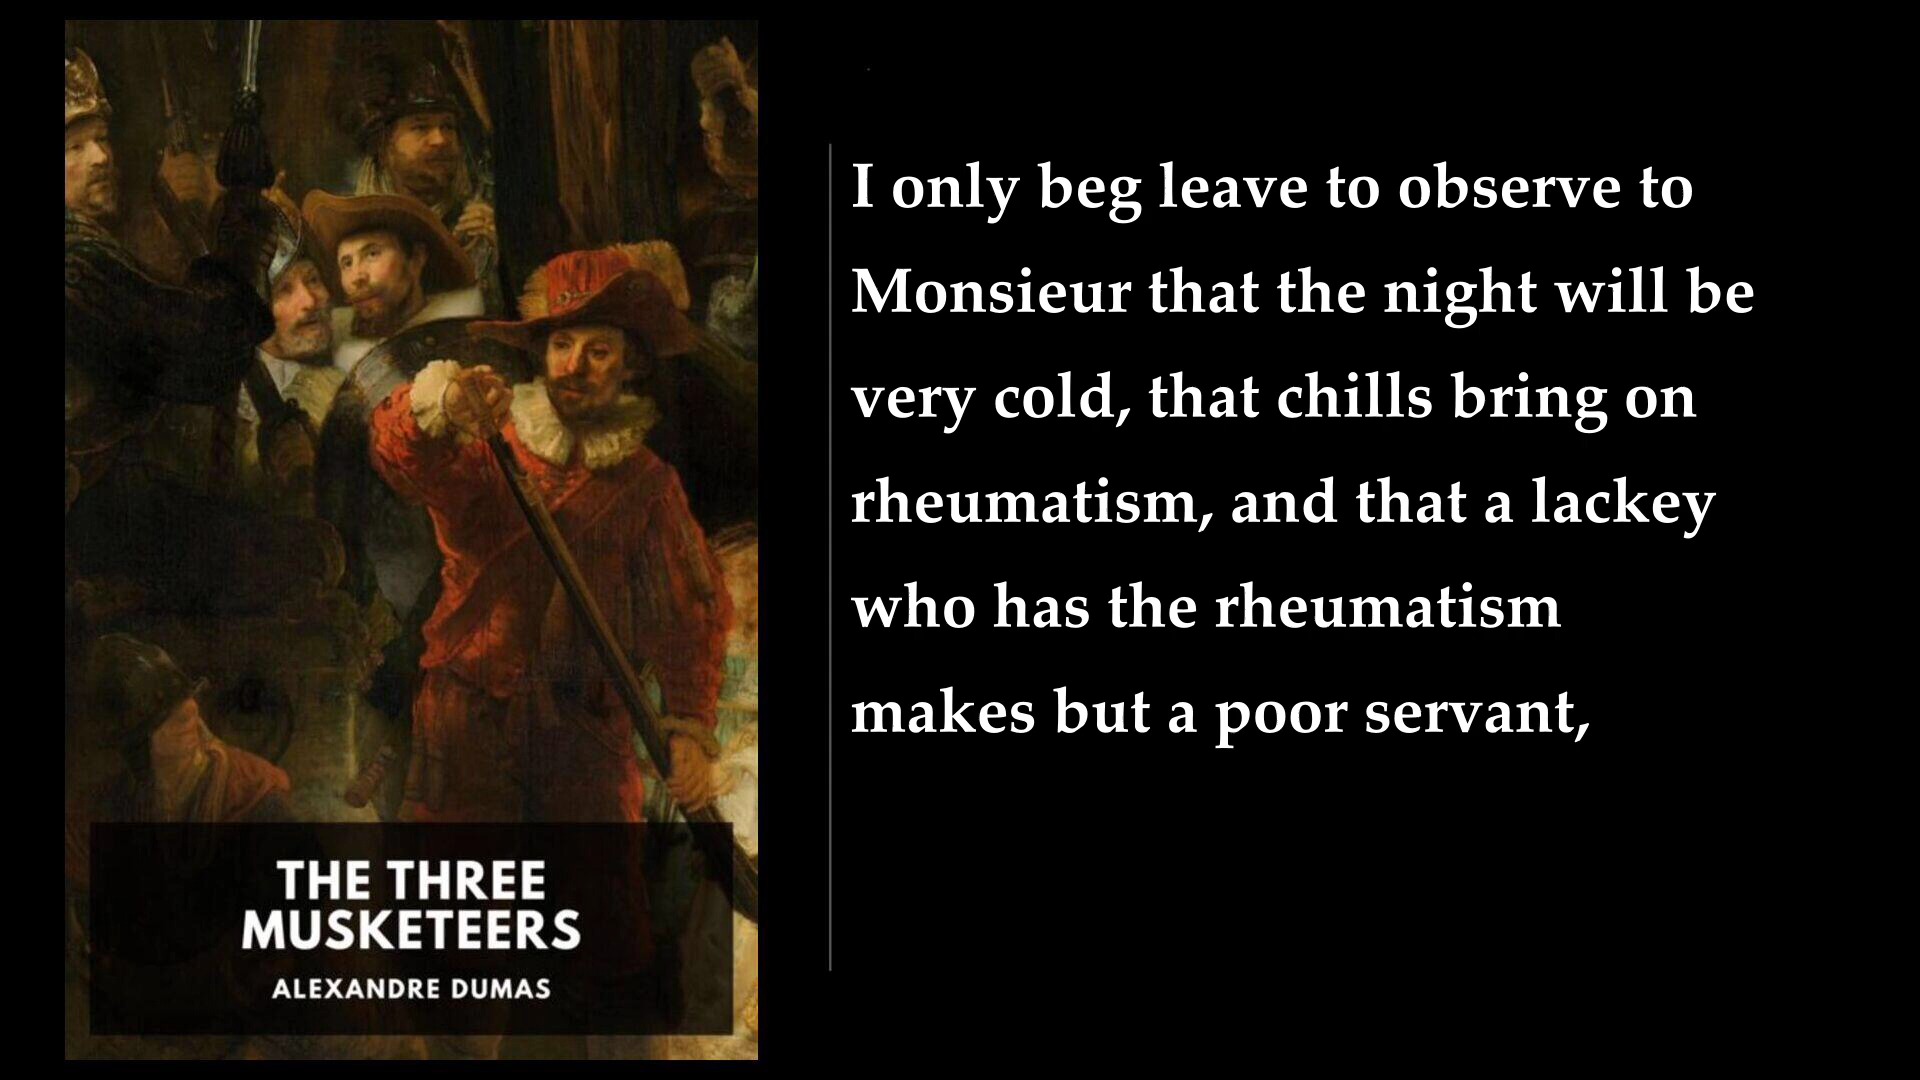 THE THREE
MUSKETEERS
ALEXANDRE DUMAS
I only beg leave to observe to
Monsieur that the night will be
very cold, that chills bring on
rheumatism, and that a lackey
who has the rheumatism
makes but a poor servant,